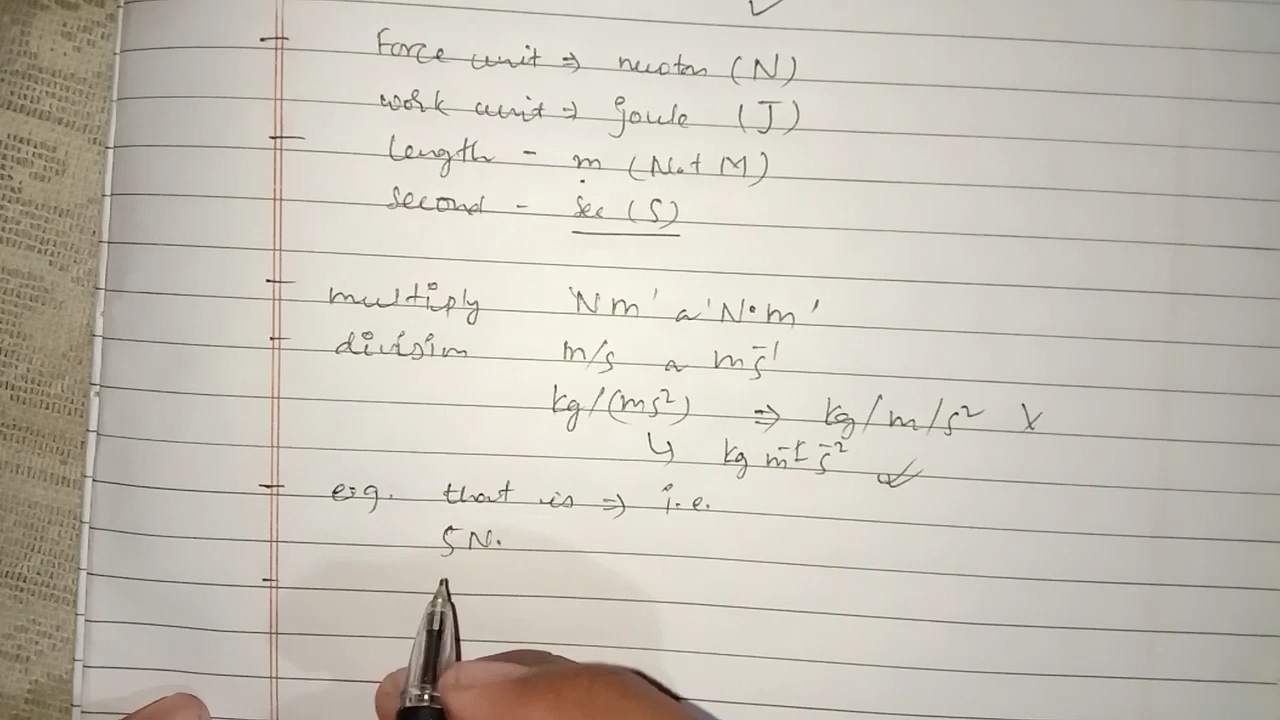 Force unit ⇒ newton (N)
work unit ⇒ joule (J)
Length - m (Not M)
Second - Sec (S)
multiply 'Nm' or 'N•m'
division m/s or ms⁻¹
kg/(ms²) ⇒ kg/m/s² X
↳ kg m⁻¹ s⁻² ✓
e.g. that is ⇒ i.e.
5 N.